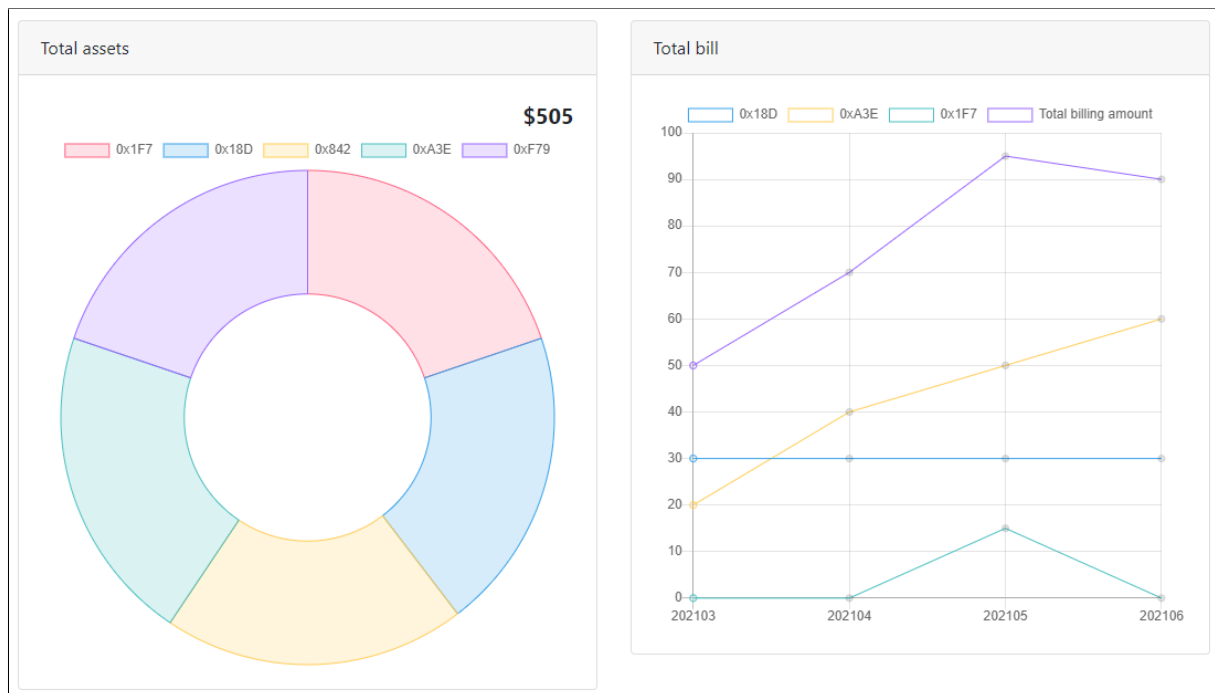 Total assets
$505
0x1F7 0x18D 0x842 0xA3E 0xF79
Total bill
0x18D 0xA3E 0x1F7 Total billing amount
100
90
80
70
60
50
40
30
20
10
0
202103 202104 202105 202106